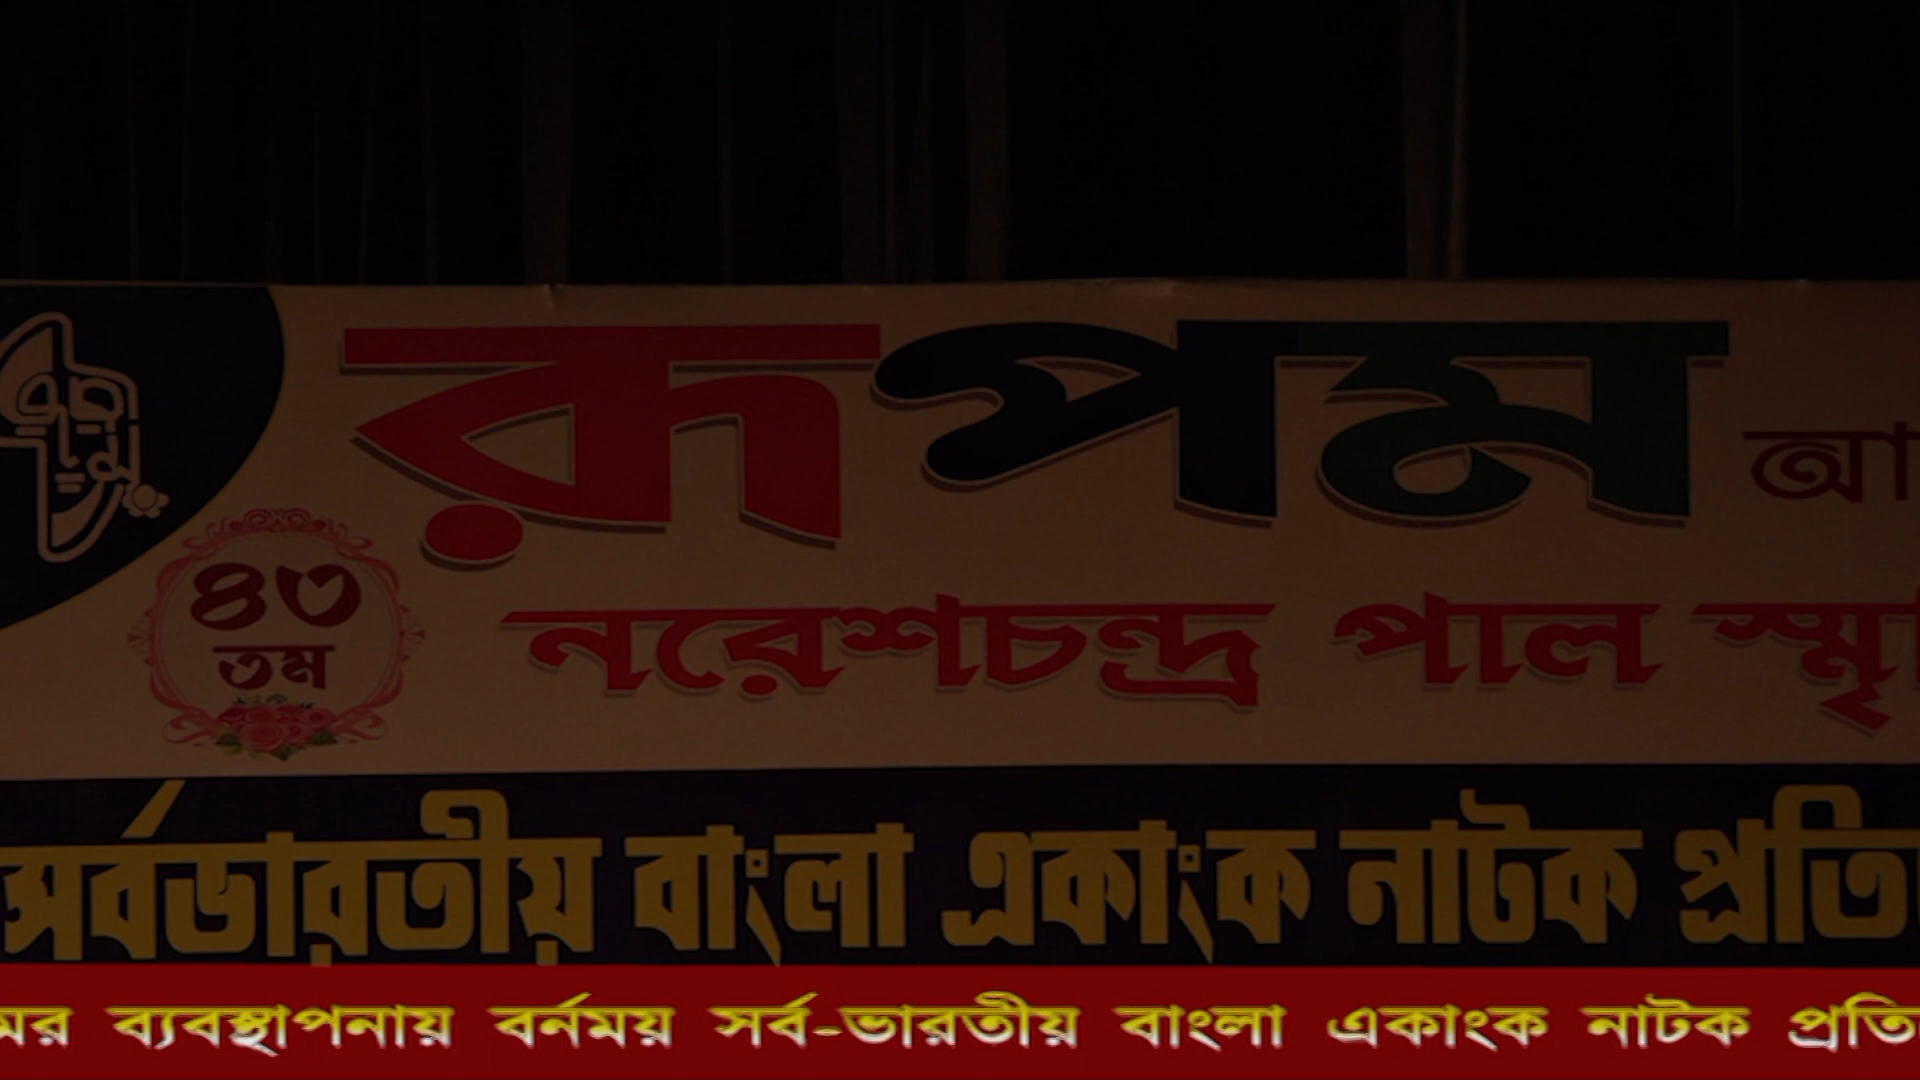 রূপম আ
৪৩
তম
নরেশচন্দ্র পাল স্মৃ
সর্বভারতীয় বাংলা একাংক নাটক প্রতি
মর ব্যবস্থাপনায় বর্নময় সর্ব-ভারতীয় বাংলা একাংক নাটক প্রতি